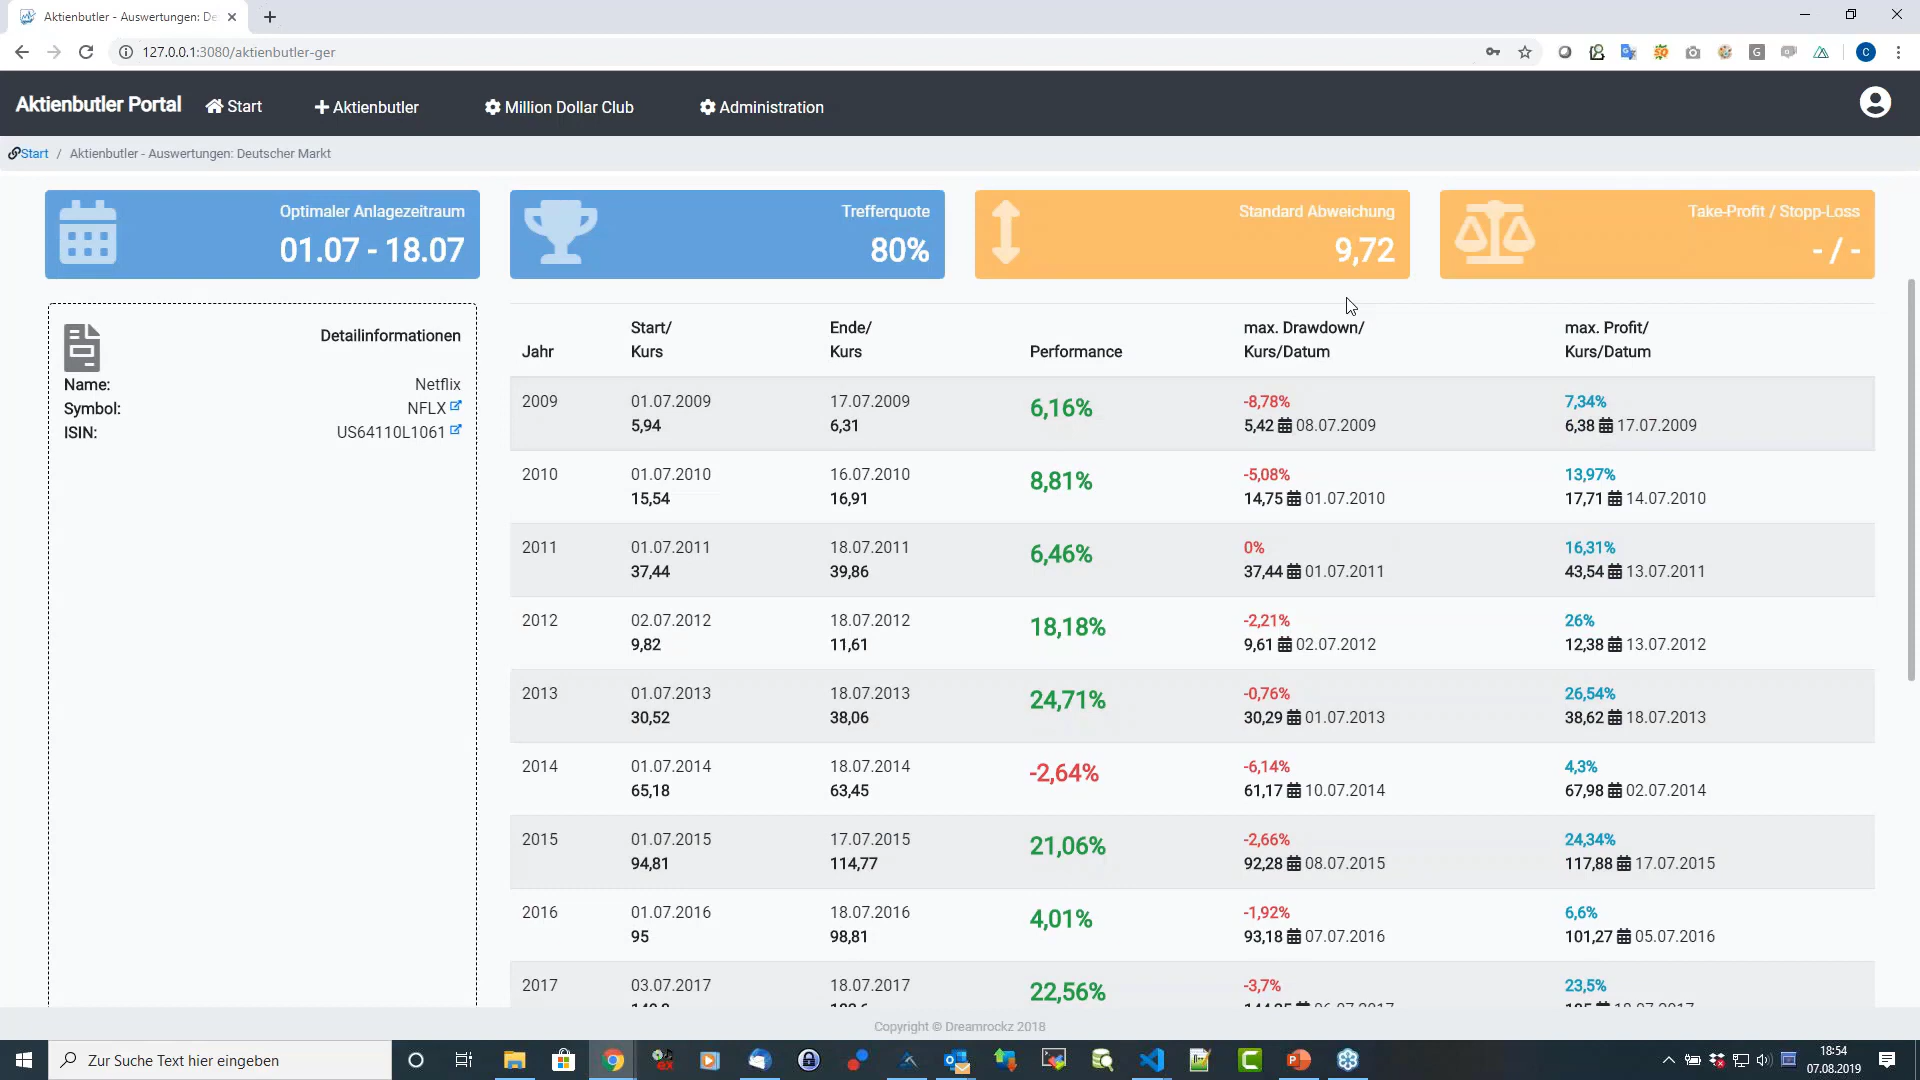 Aktienbutler - Auswertungen: De
127.0.0.1:3080/aktienbutler-ger
Aktienbutler Portal
Start
Aktienbutler
Million Dollar Club
Administration
Start / Aktienbutler - Auswertungen: Deutscher Markt
Optimaler Anlagezeitraum
01.07 - 18.07
Trefferquote
80%
Standard Abweichung
9,72
Take-Profit / Stopp-Loss
- / -
Detailinformationen
Name: Netflix
Symbol: NFLX
ISIN: US64110L1061
Start/ Ende/ max. Drawdown/ max. Profit/
Jahr Kurs Kurs Performance Kurs/Datum Kurs/Datum
2009 01.07.2009 17.07.2009 6,16% -8,78% 7,34%
5,94 6,31 5,42 08.07.2009 6,38 17.07.2009
2010 01.07.2010 16.07.2010 8,81% -5,08% 13,97%
15,54 16,91 14,75 01.07.2010 17,71 14.07.2010
2011 01.07.2011 18.07.2011 6,46% 0% 16,31%
37,44 39,86 37,44 01.07.2011 43,54 13.07.2011
2012 02.07.2012 18.07.2012 18,18% -2,21% 26%
9,82 11,61 9,61 02.07.2012 12,38 13.07.2012
2013 01.07.2013 18.07.2013 24,71% -0,76% 26,54%
30,52 38,06 30,29 01.07.2013 38,62 18.07.2013
2014 01.07.2014 18.07.2014 -2,64% -6,14% 4,3%
65,18 63,45 61,17 10.07.2014 67,98 02.07.2014
2015 01.07.2015 17.07.2015 21,06% -2,66% 24,34%
94,81 114,77 92,28 08.07.2015 117,88 17.07.2015
2016 01.07.2016 18.07.2016 4,01% -1,92% 6,6%
95 98,81 93,18 07.07.2016 101,27 05.07.2016
2017 03.07.2017 18.07.2017 22,56% -3,7% 23,5%
Copyright © Dreamrockz 2018
Zur Suche Text hier eingeben
18:54
07.08.2019